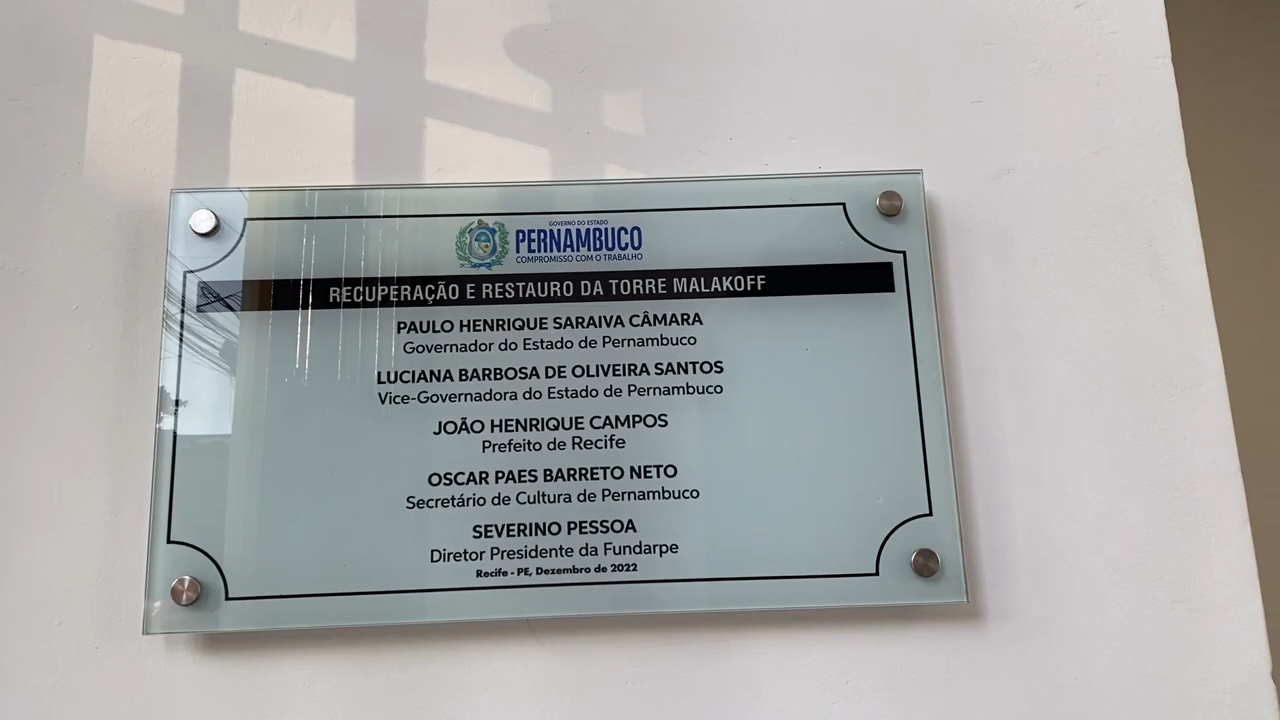 GOVERNO DO ESTADO
PERNAMBUCO
COMPROMISSO COM O TRABALHO
RECUPERAÇÃO E RESTAURO DA TORRE MALAKOFF
PAULO HENRIQUE SARAIVA CÂMARA
Governador do Estado de Pernambuco
LUCIANA BARBOSA DE OLIVEIRA SANTOS
Vice-Governadora do Estado de Pernambuco
JOÃO HENRIQUE CAMPOS
Prefeito de Recife
OSCAR PAES BARRETO NETO
Secretário de Cultura de Pernambuco
SEVERINO PESSOA
Diretor Presidente da Fundarpe
Recife - PE, Dezembro de 2022